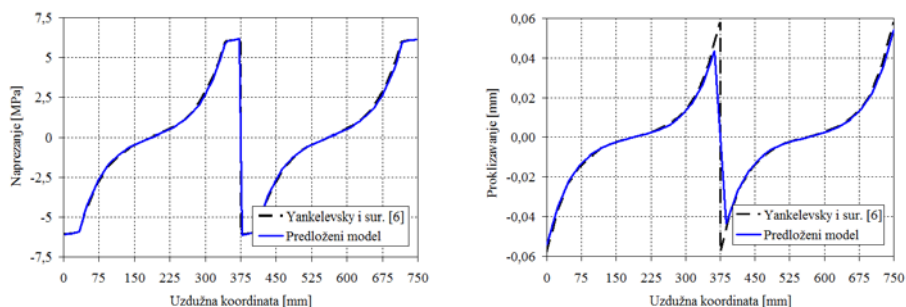 7,5
5
2,5
0
-2,5
-5
-7,5
Naprezanje [MPa]
0 75 150 225 300 375 450 525 600 675 750
Uzdužna koordinata [mm]
Yankelevsky i sur. [6]
Predloženi model
0,06
0,04
0,02
0,00
-0,02
-0,04
-0,06
Proklizavanje [mm]
0 75 150 225 300 375 450 525 600 675 750
Uzdužna koordinata [mm]
Yankelevsky i sur. [6]
Predloženi model